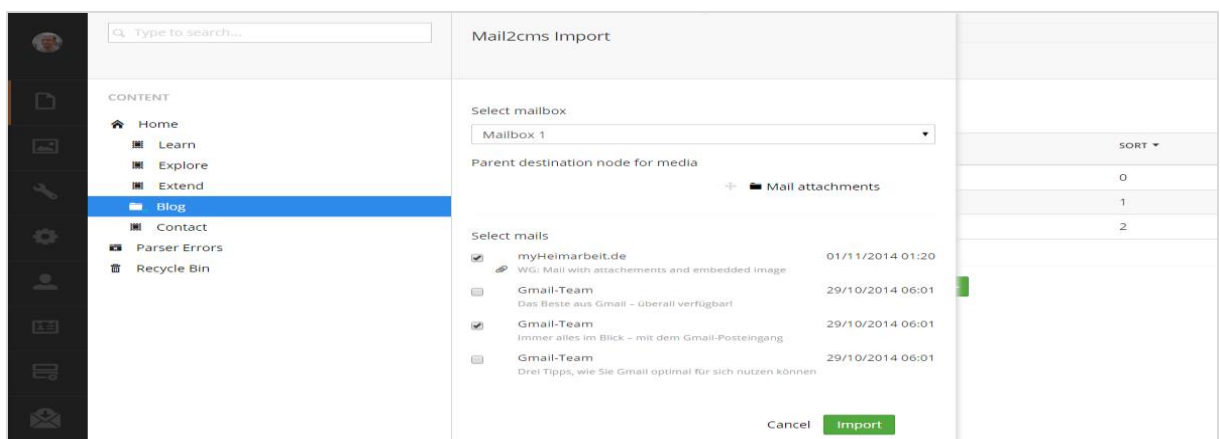 Type to search...
CONTENT
Home
Learn
Explore
Extend
Blog
Contact
Parser Errors
Recycle Bin
Mail2cms Import
Select mailbox
Mailbox 1
Parent destination node for media
Mail attachments
Select mails
myHeimarbeit.de 01/11/2014 01:20
WG: Mail with attachements and embedded image
Gmail-Team 29/10/2014 06:01
Das Beste aus Gmail – überall verfügbar!
Gmail-Team 29/10/2014 06:01
Immer alles im Blick – mit dem Gmail-Posteingang
Gmail-Team 29/10/2014 06:01
Drei Tipps, wie Sie Gmail optimal für sich nutzen können
Cancel Import
SORT
0
1
2